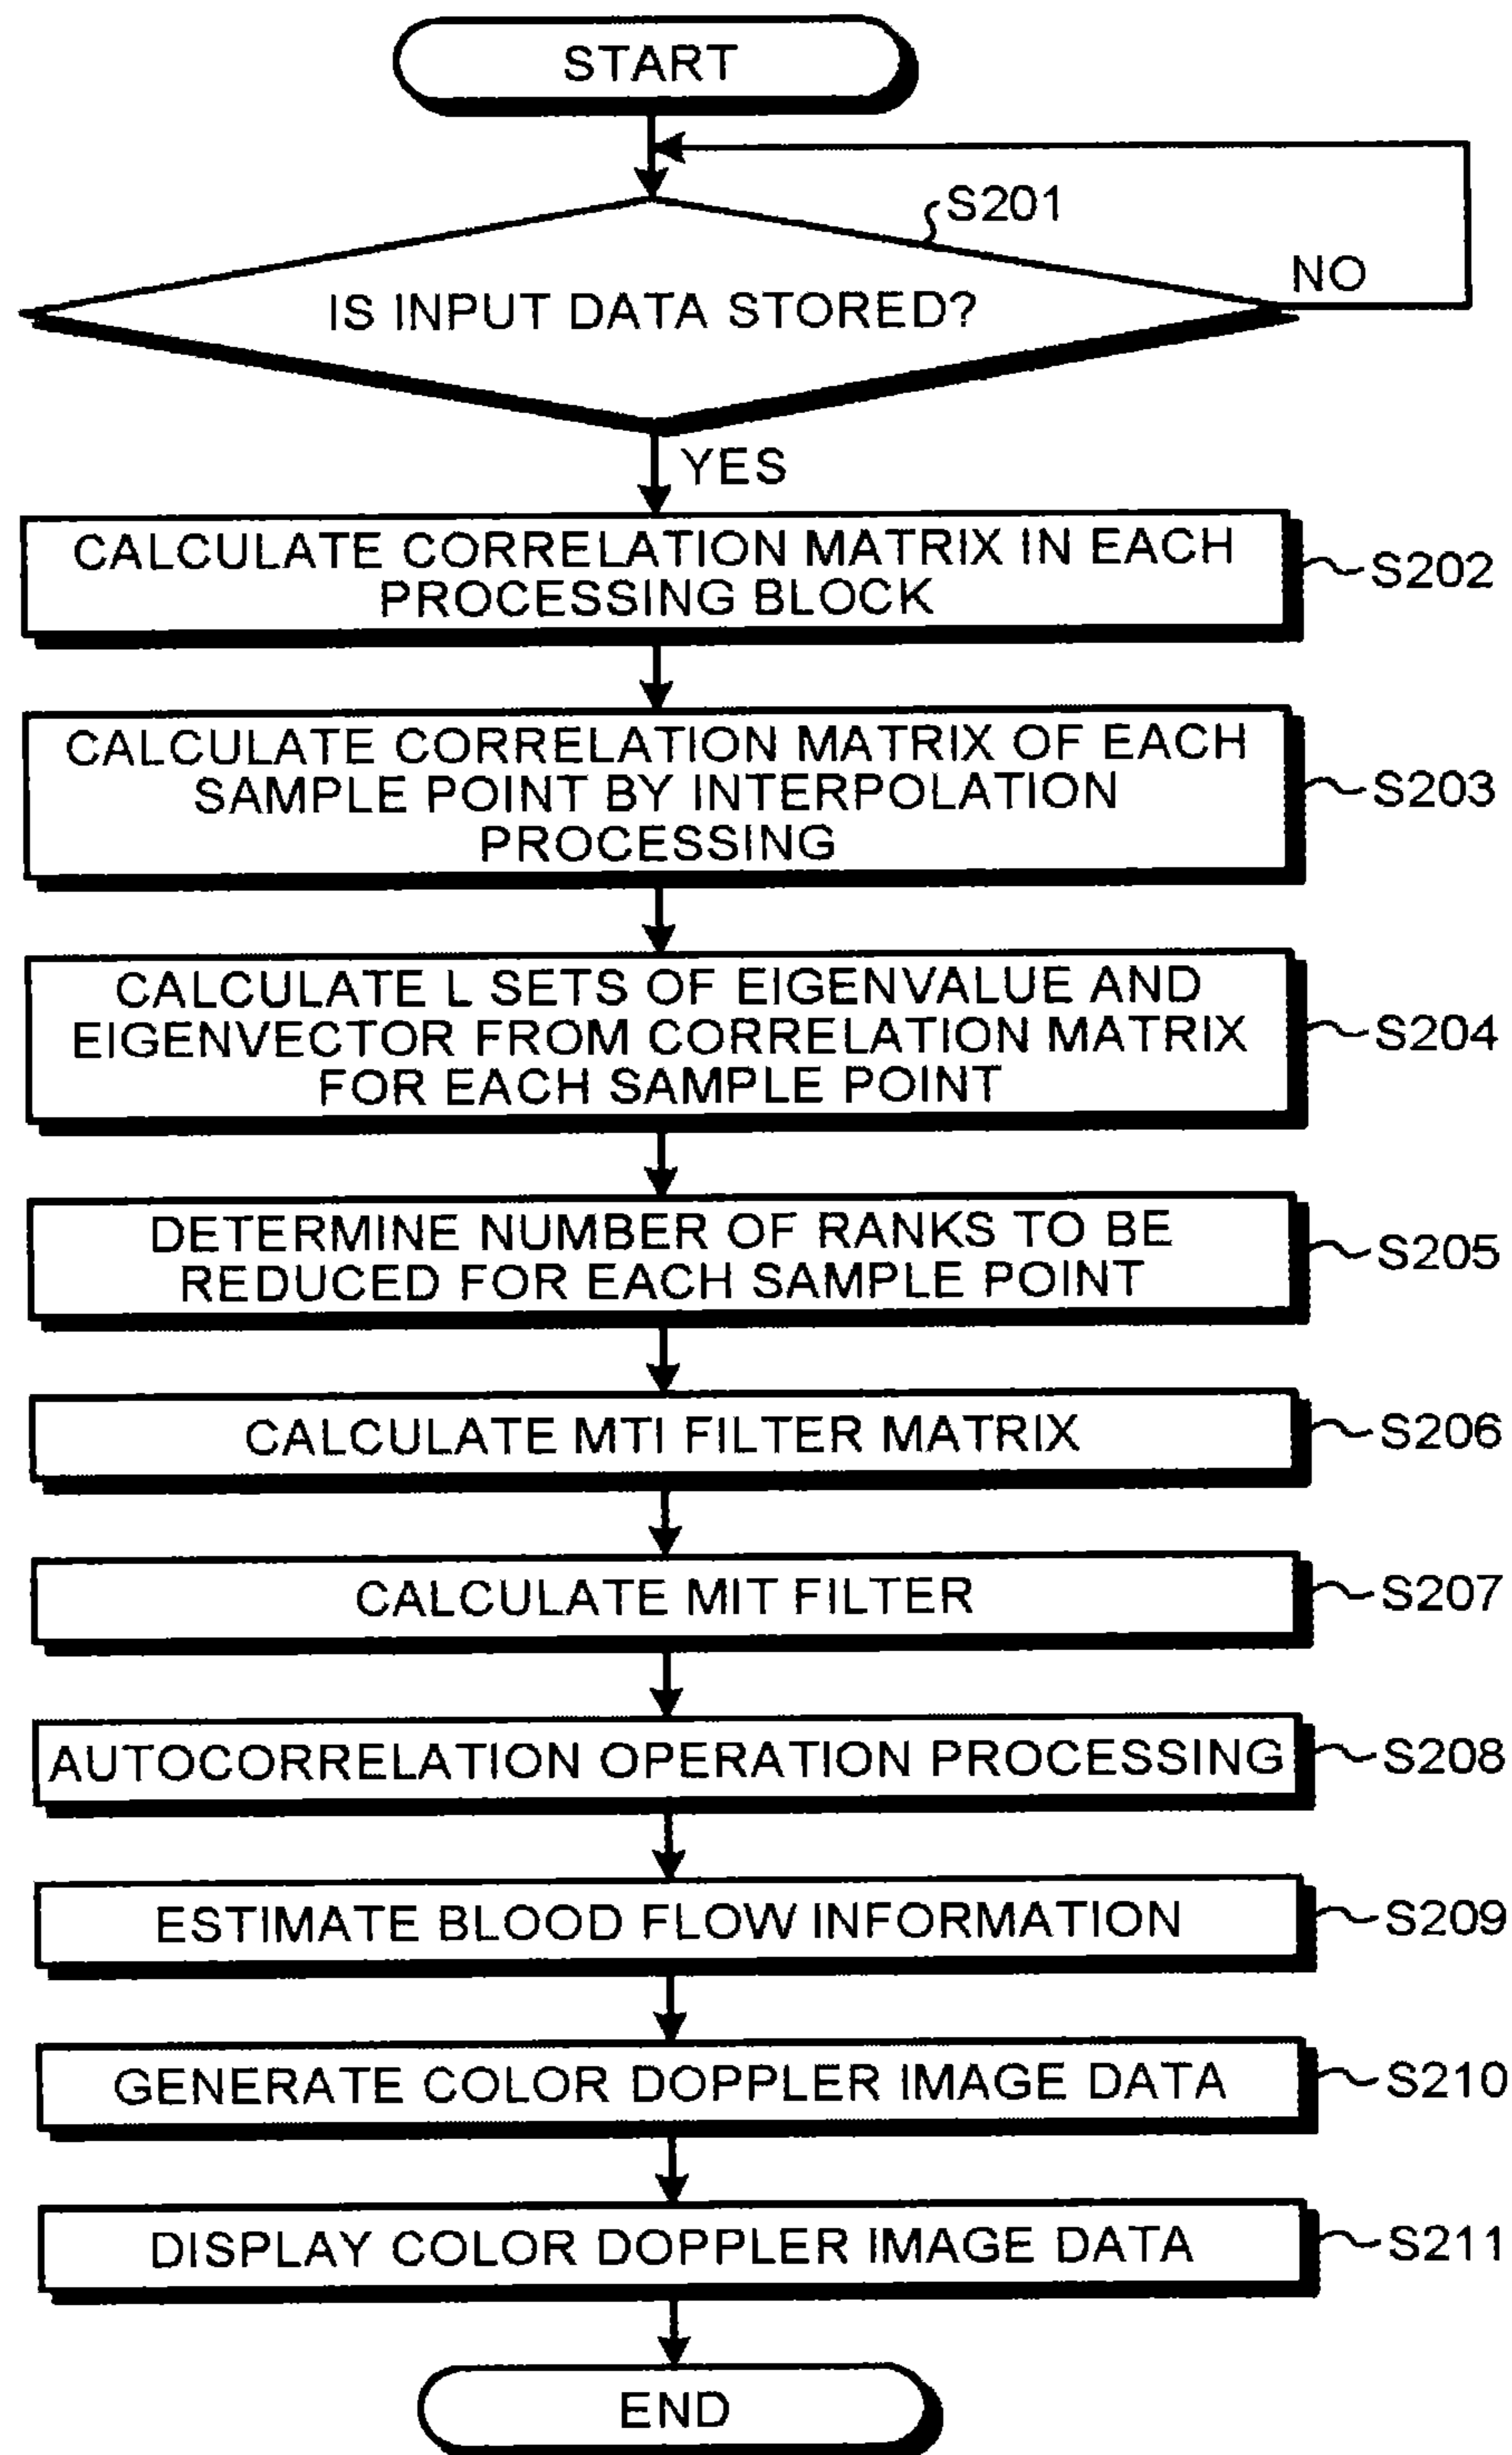 START
S201
NO
IS INPUT DATA STORED?
YES
CALCULATE CORRELATION MATRIX IN EACH
PROCESSING BLOCK
S202
CALCULATE CORRELATION MATRIX OF EACH
SAMPLE POINT BY INTERPOLATION
PROCESSING
S203
CALCULATE L SETS OF EIGENVALUE AND
EIGENVECTOR FROM CORRELATION MATRIX
FOR EACH SAMPLE POINT
S204
DETERMINE NUMBER OF RANKS TO BE
REDUCED FOR EACH SAMPLE POINT
S205
CALCULATE MTI FILTER MATRIX
S206
CALCULATE MIT FILTER
S207
AUTOCORRELATION OPERATION PROCESSING
S208
ESTIMATE BLOOD FLOW INFORMATION
S209
GENERATE COLOR DOPPLER IMAGE DATA
S210
DISPLAY COLOR DOPPLER IMAGE DATA
S211
END